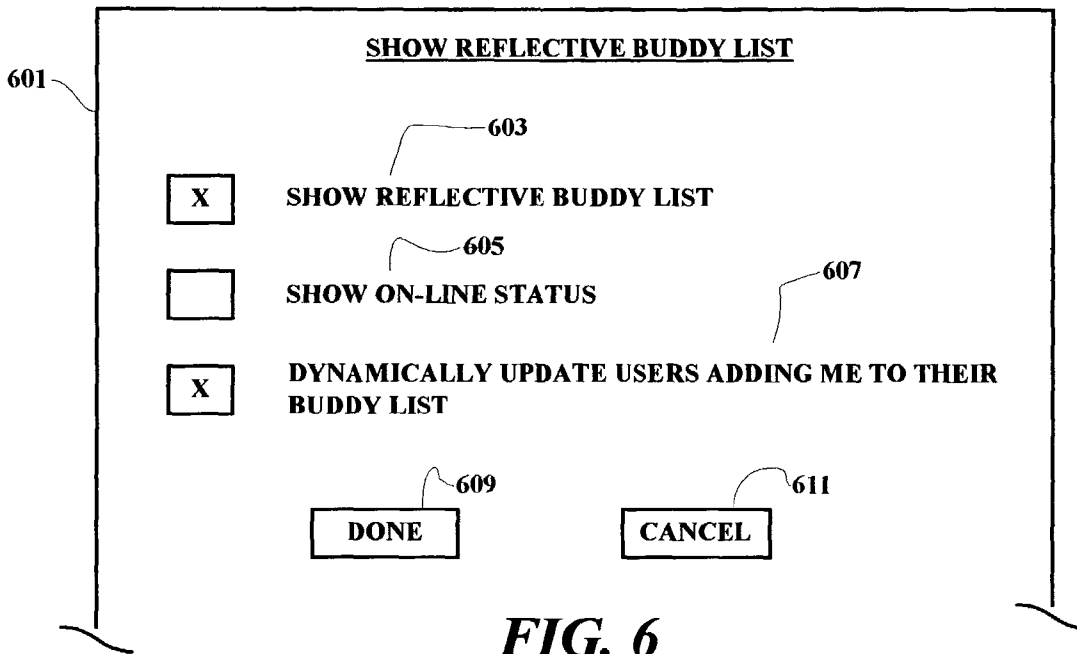 SHOW REFLECTIVE BUDDY LIST
601
603
X SHOW REFLECTIVE BUDDY LIST
605
SHOW ON-LINE STATUS
607
X DYNAMICALLY UPDATE USERS ADDING ME TO THEIR
BUDDY LIST
609
611
DONE
CANCEL
FIG. 6